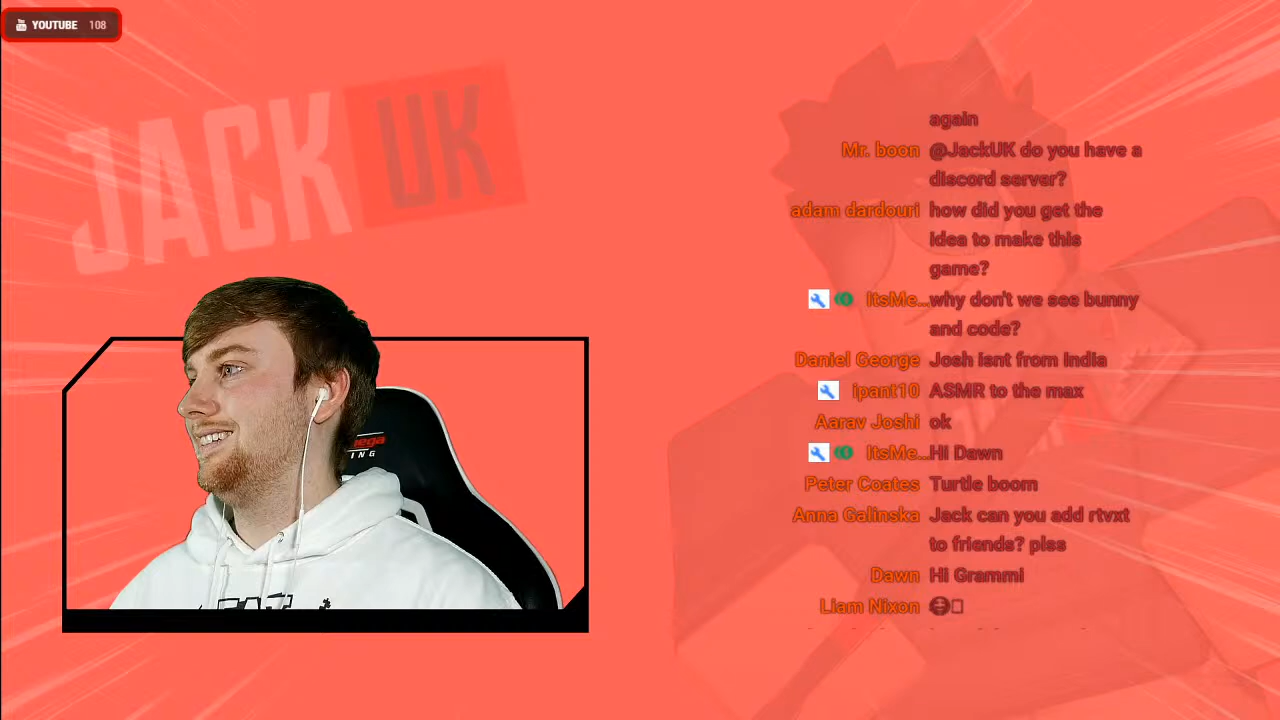 YOUTUBE 108
JACK UK
again
Mr. boon @JackUK do you have a
discord server?
adam dardouri how did you get the
idea to make this
game?
ItsMe... why don't we see bunny
and code?
Daniel George Josh isnt from india
ipant10 ASMR to the max
Aarav Joshi ok
ItsMe... Hi Dawn
Peter Coates Turtle boom
Anna Galinska Jack can you add rtvxt
to friends? plss
Dawn Hi Grammi
Liam Nixon